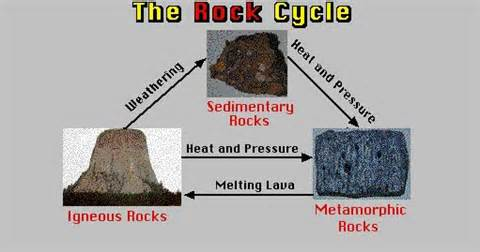 The Rock Cycle
Weathering
Heat and Pressure
Sedimentary
Rocks
Heat and Pressure
Melting Lava
Igneous Rocks
Metamorphic
Rocks